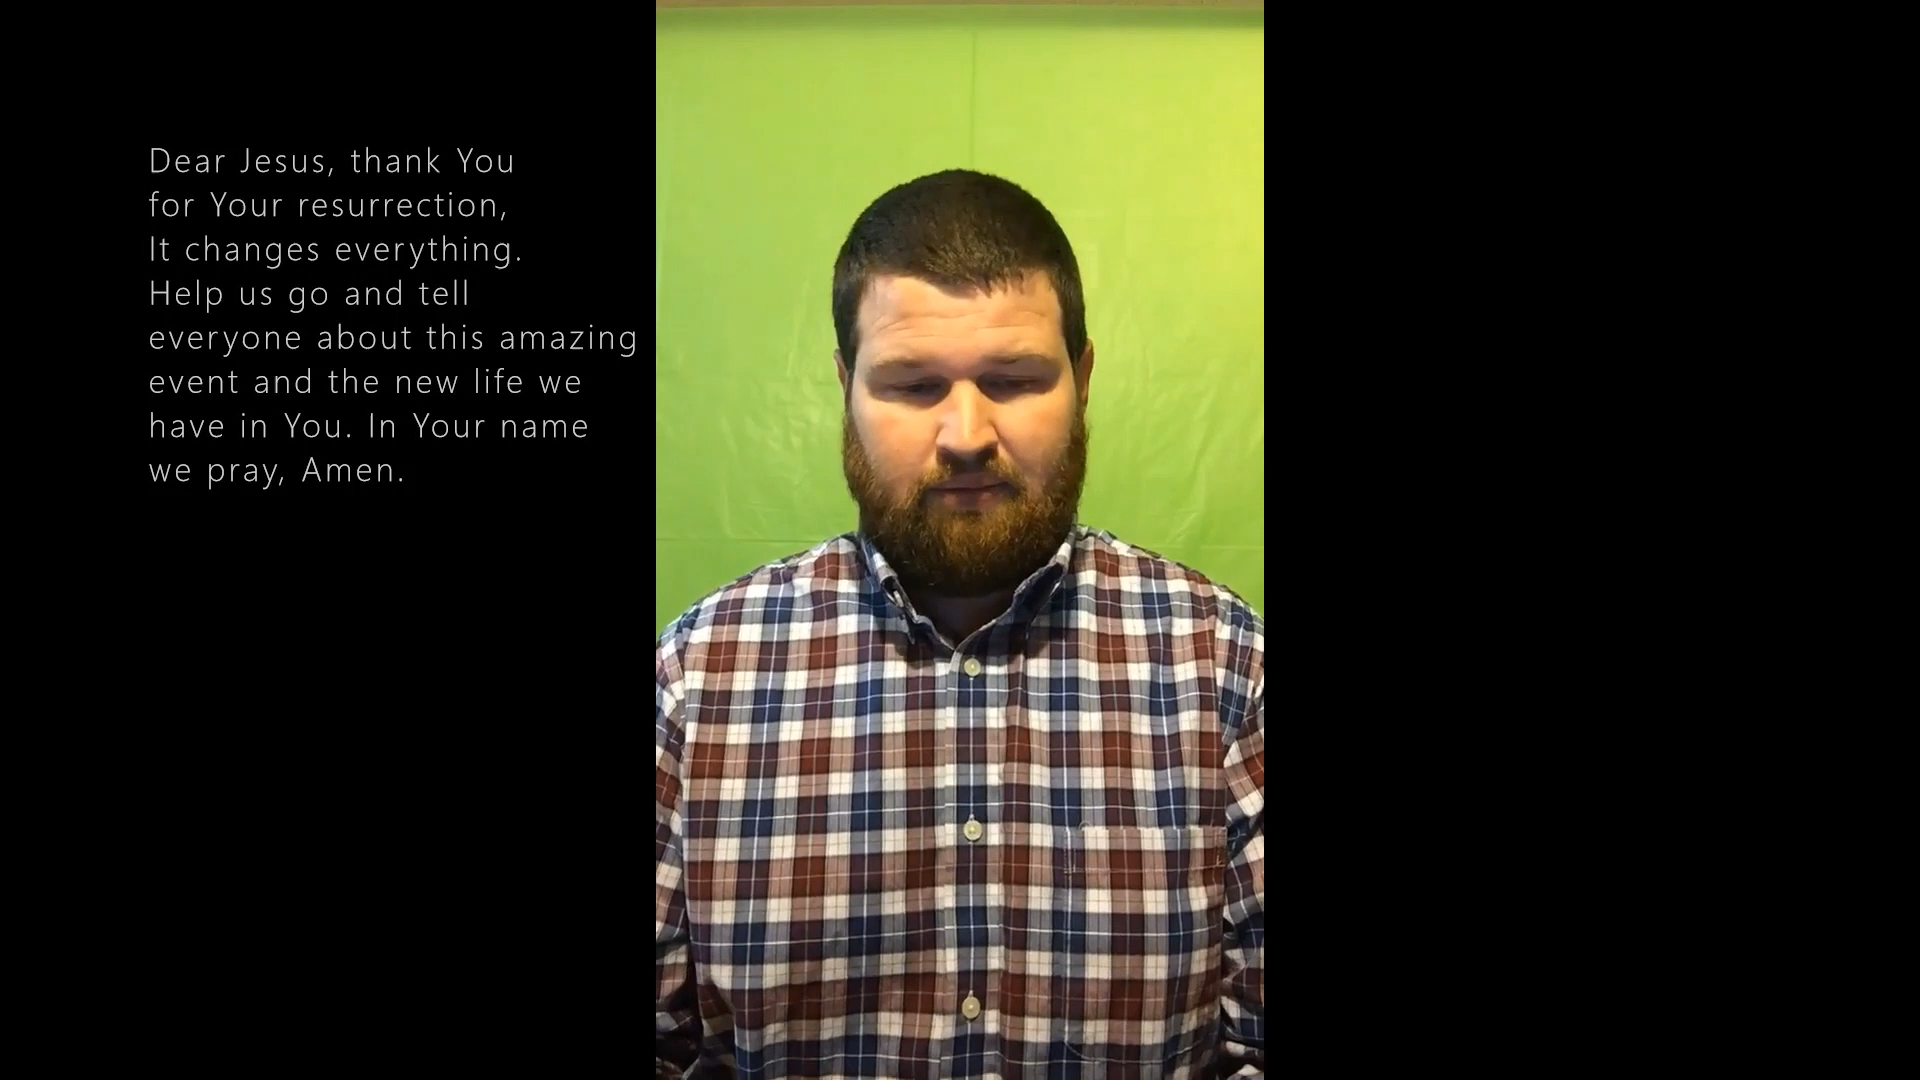 Dear Jesus, thank You
for Your resurrection,
It changes everything.
Help us go and tell
everyone about this amazing
event and the new life we
have in You. In Your name
we pray, Amen.